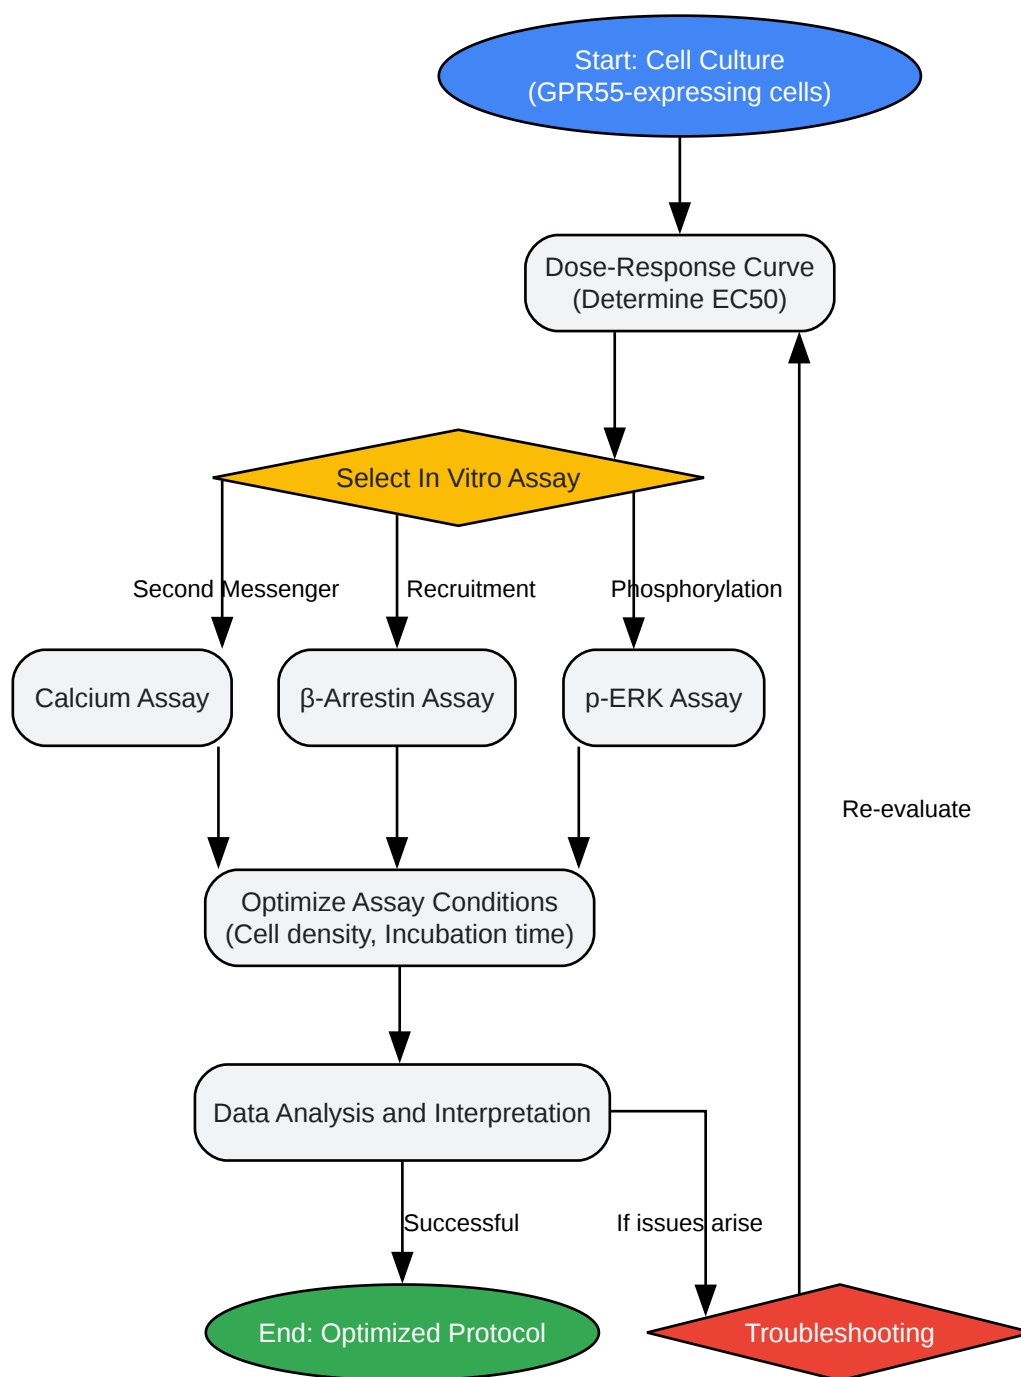 Start: Cell Culture
(GPR55-expressing cells)
Dose-Response Curve
(Determine EC50)
Select In Vitro Assay
Second Messenger
Recruitment
Phosphorylation
Calcium Assay
β-Arrestin Assay
p-ERK Assay
Re-evaluate
Optimize Assay Conditions
(Cell density, Incubation time)
Data Analysis and Interpretation
Successful
If issues arise
End: Optimized Protocol
Troubleshooting